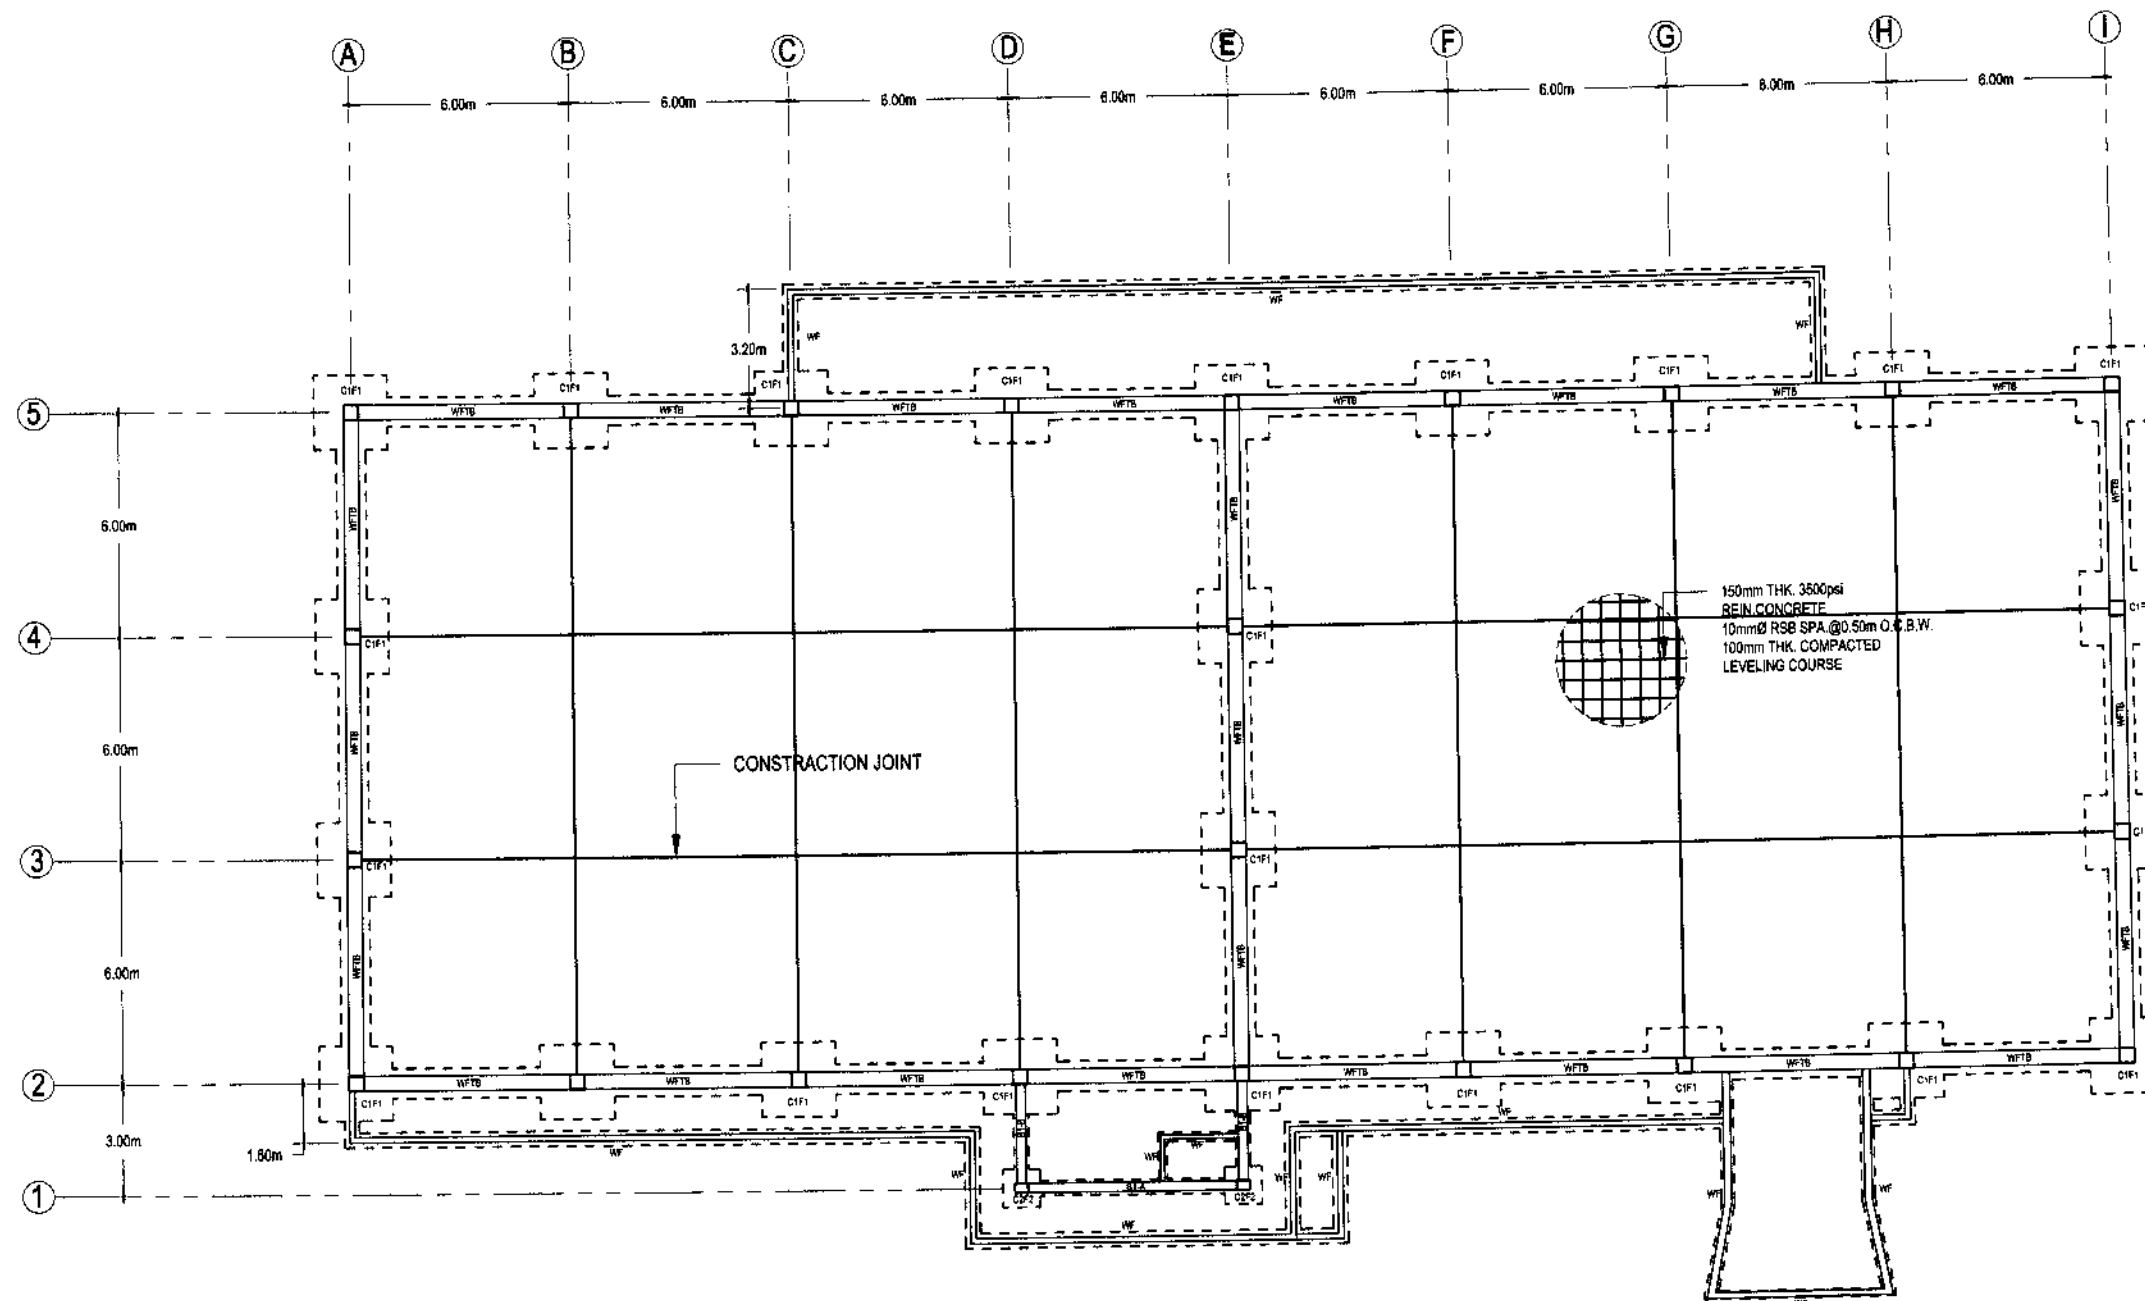 A B C D E F G H I
6.00m 6.00m 6.00m 6.00m 6.00m 6.00m 6.00m 6.00m
WF
WF WF
3.20m
C1F1 C1F1 C1F1 C1F1 C1F1 C1F1 C1F1 C1F1 C1F1
5
WFTB WFTB WFTB WFTB WFTB WFTB WFTB WFTB
6.00m
WFTB WFTB WFTB
150mm THK. 3500psi
REIN.CONCRETE
10mmØ RSB SPA.@0.50m O.C.B.W.
100mm THK. COMPACTED
LEVELING COURSE
4
C1F1 C1F1
6.00m
WFTB WFTB WFTB
CONSTRACTION JOINT
3
C1F1 C1F1
6.00m
WFTB WFTB WFTB
2
WFTB WFTB WFTB WFTB WFTB WFTB WFTB WFTB
C1F1 C1F1 C1F1 C1F1 C1F1 C1F1 C1F1 C1F1
WF
3.00m
1.60m
WF WF
WF WF WF WF WF WF
1
C2F2 C2F2
WF